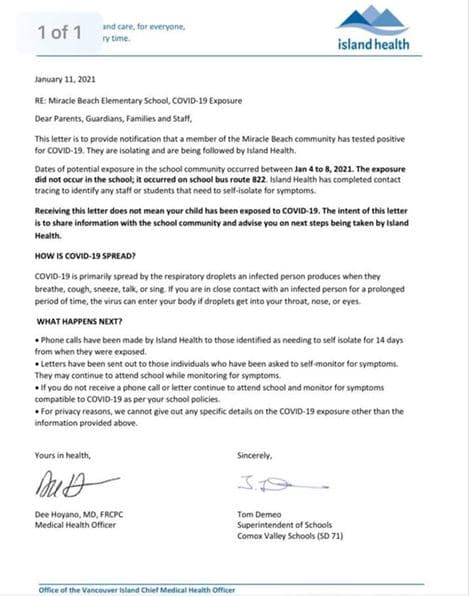 1 of 1
and care, for everyone,
ry time.
island health
January 11, 2021
RE: Miracle Beach Elementary School, COVID-19 Exposure
Dear Parents, Guardians, Families and Staff,
This letter is to provide notification that a member of the Miracle Beach community has tested positive
for COVID-19. They are isolating and are being followed by Island Health.
Dates of potential exposure in the school community occurred between Jan 4 to 8, 2021. The exposure
did not occur in the school; it occurred on school bus route 822. Island Health has completed contact
tracing to identify any staff or students that need to self-isolate for symptoms.
Receiving this letter does not mean your child has been exposed to COVID-19. The intent of this letter
is to share information with the school community and advise you on next steps being taken by Island
Health.
HOW IS COVID-19 SPREAD?
COVID-19 is primarily spread by the respiratory droplets an infected person produces when they
breathe, cough, sneeze, talk, or sing. If you are in close contact with an infected person for a prolonged
period of time, the virus can enter your body if droplets get into your throat, nose, or eyes.
WHAT HAPPENS NEXT?
• Phone calls have been made by Island Health to those identified as needing to self isolate for 14 days
from when they were exposed.
• Letters have been sent out to those individuals who have been asked to self-monitor for symptoms.
They may continue to attend school while monitoring for symptoms.
• If you do not receive a phone call or letter continue to attend school and monitor for symptoms
compatible to COVID-19 as per your school policies.
• For privacy reasons, we cannot give out any specific details on the COVID-19 exposure other than the
information provided above.
Yours in health,
Sincerely,
Dee Hoyano, MD, FRCPC
Medical Health Officer
Tom Demeo
Superintendent of Schools
Comox Valley Schools (SD 71)
Office of the Vancouver Island Chief Medical Health Officer